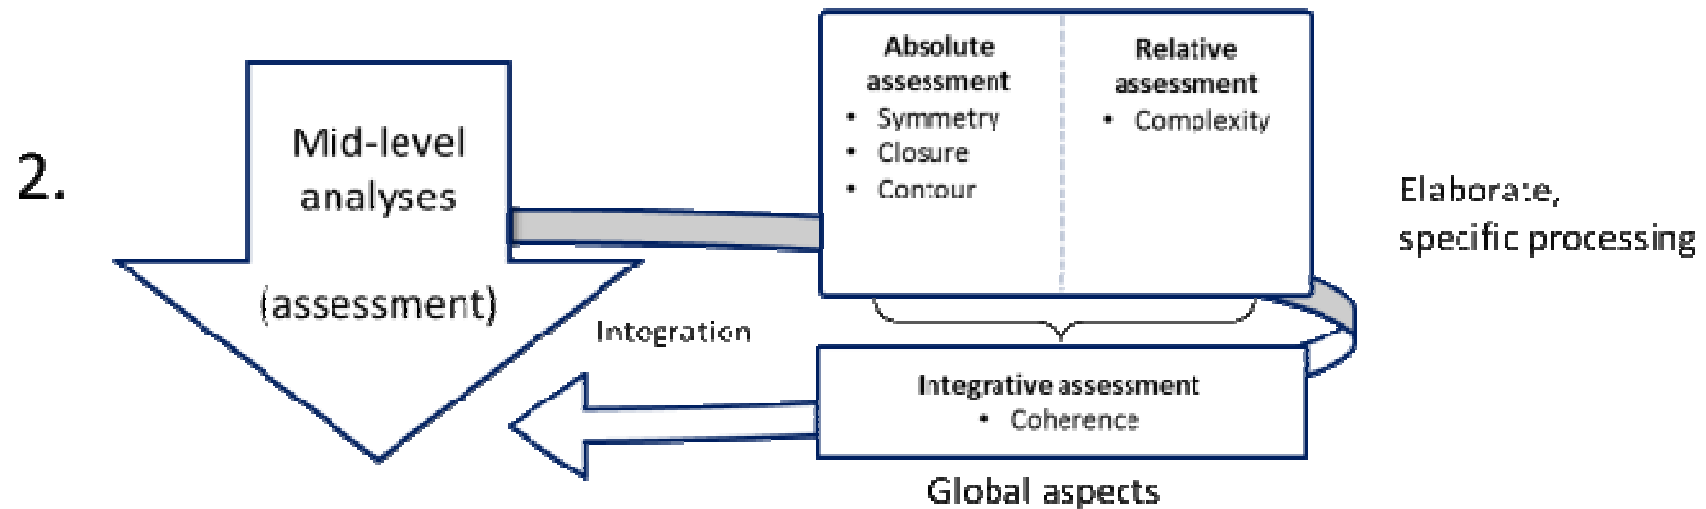 2.
Mid-level
analyses
(assessment)
Absolute
assessment
• Symmetry
• Closure
• Contour
Relative
assessment
• Complexity
Elaborate,
specific processing
Integration
Integrative assessment
• Coherence
Global aspects